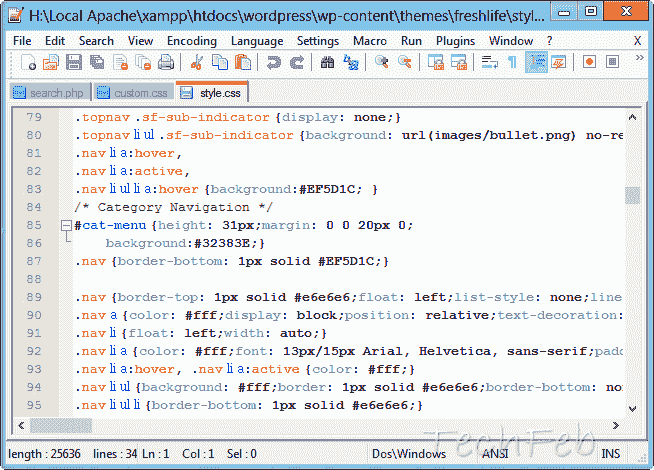 H:\Local Apache\xampp\htdocs\wordpress\wp-content\themes\freshlife\styl...
File Edit Search View Encoding Language Settings Macro Run Plugins Window ? X
search.php custom.css style.css
79 .topnav .sf-sub-indicator {display: none;}
80 .topnav li ul .sf-sub-indicator {background: url(images/bullet.png) no-re
81 .nav li a:hover,
82 .nav li a:active,
83 .nav li ul li a:hover {background:#EF5D1C; }
84 /* Category Navigation */
85 #cat-menu {height: 31px;margin: 0 0 20px 0;
86 background:#32383E;}
87 .nav {border-bottom: 1px solid #EF5D1C;}
88
89 .nav {border-top: 1px solid #e6e6e6;float: left;list-style: none;line
90 .nav a {color: #fff;display: block;position: relative;text-decoration:
91 .nav li {float: left;width: auto;}
92 .nav li a {color: #fff;font: 13px/15px Arial, Helvetica, sans-serif;padd
93 .nav li a:hover, .nav li a:active {color: #fff;}
94 .nav li ul {background: #fff;border: 1px solid #e6e6e6;bottom: no
95 .nav li ul li {border-bottom: 1px solid #e6e6e6;}
TechFeb
length : 25636 lines : 34 Ln : 1 Col : 1 Sel : 0 Dos\Windows ANSI INS